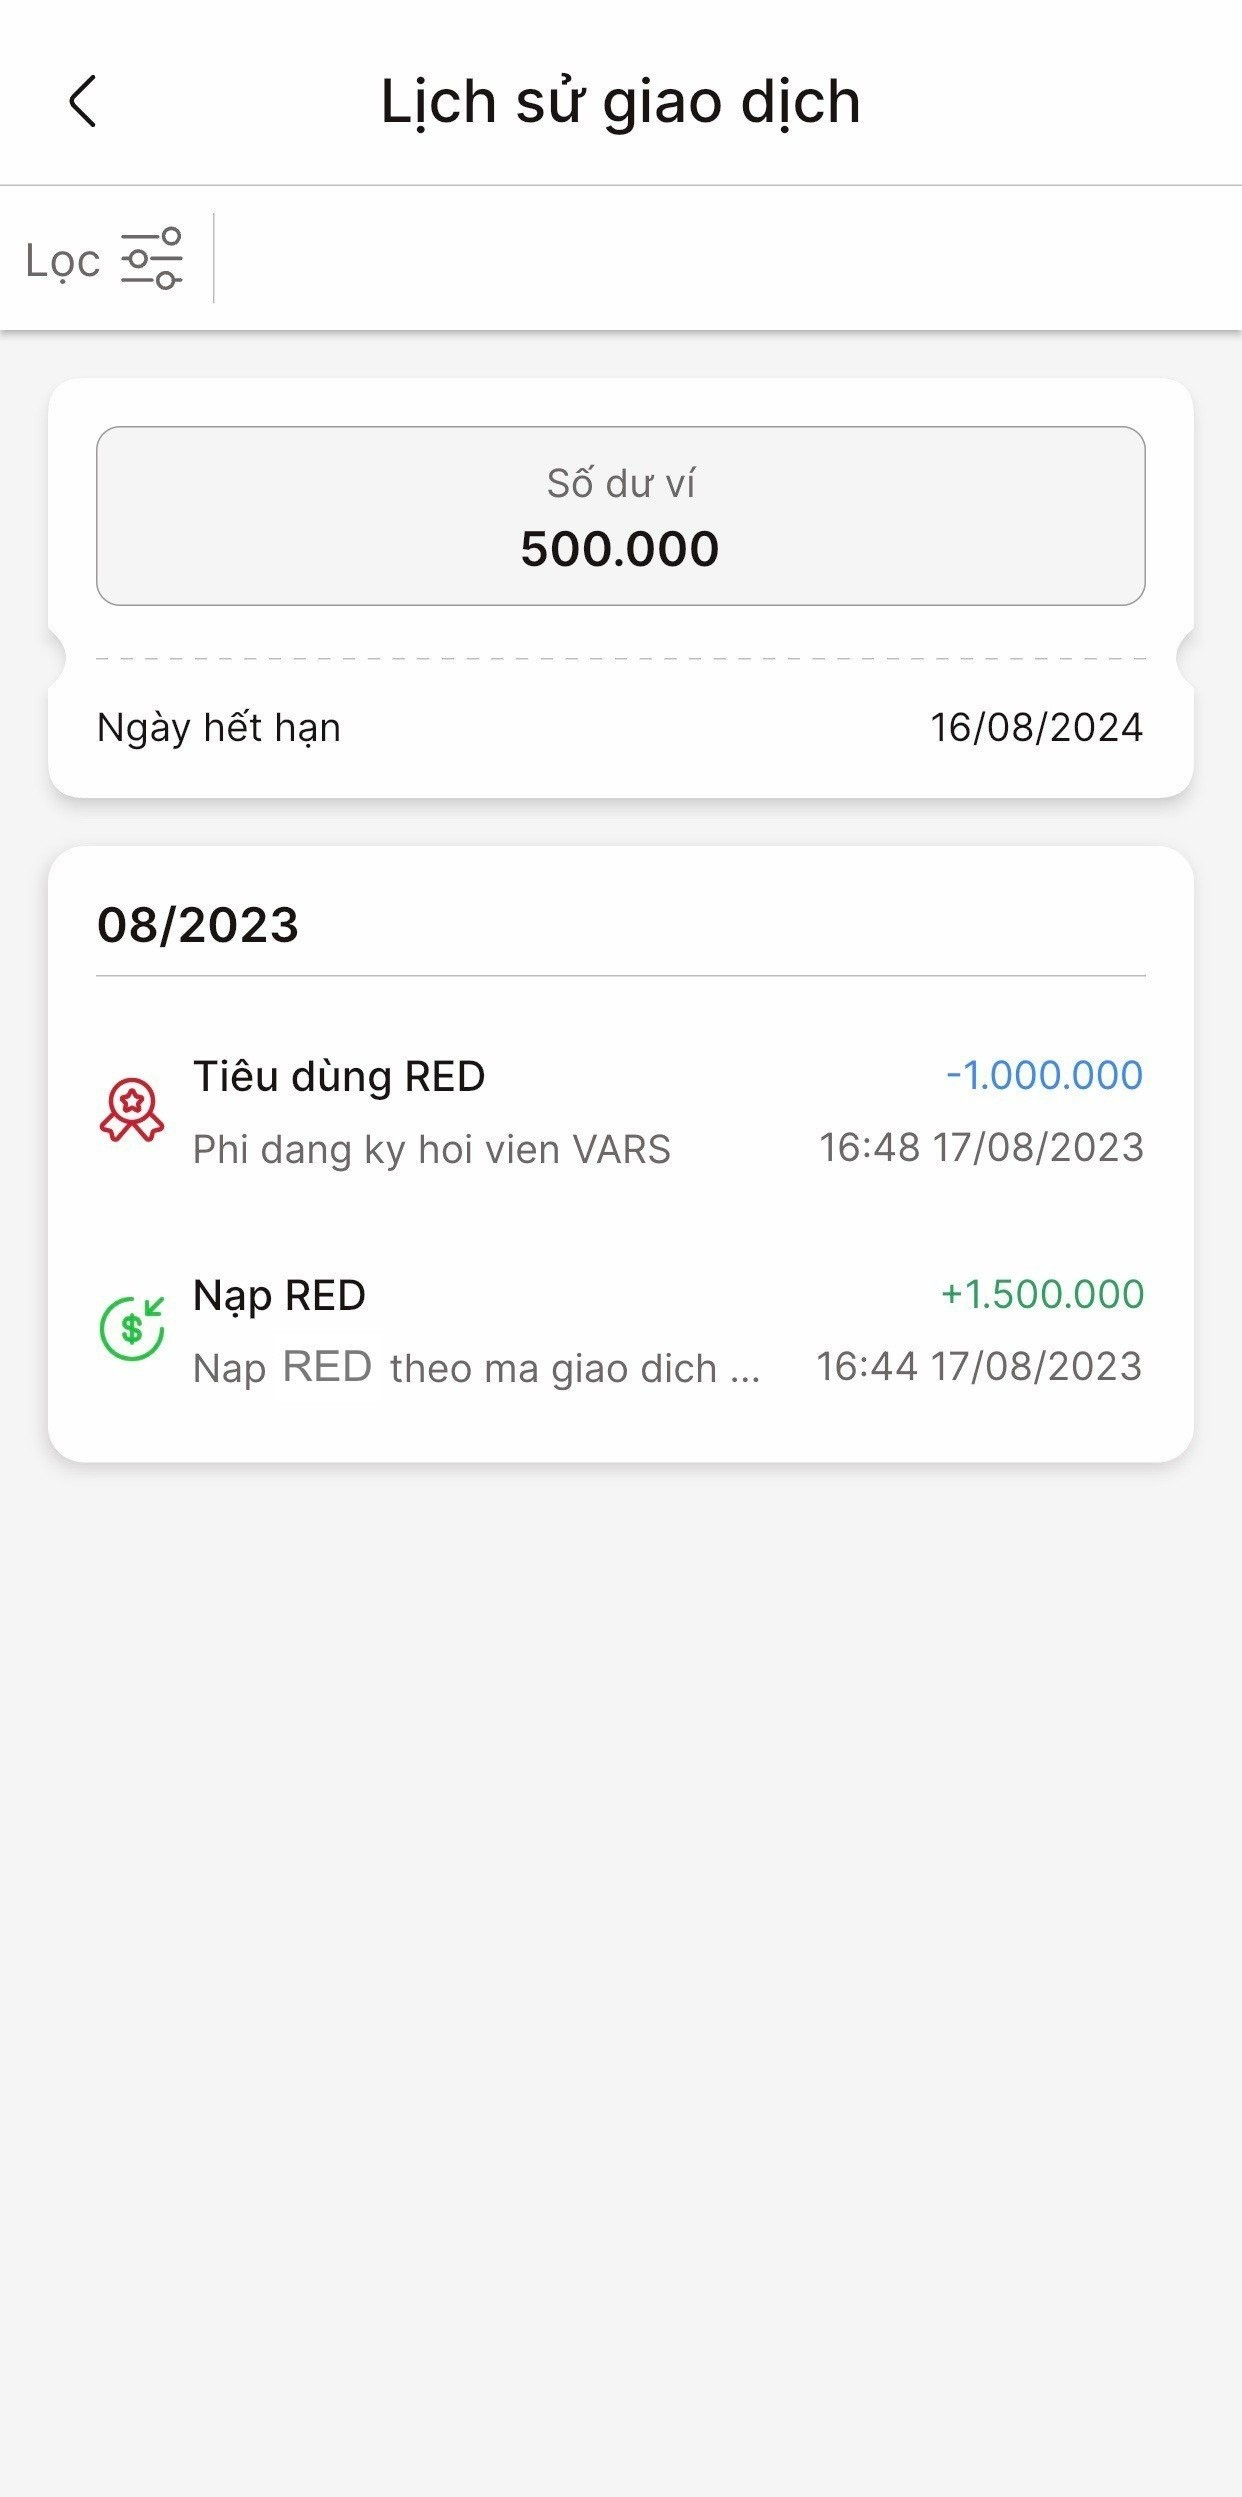 Lịch sử giao dịch
Lọc
Số dư ví
500.000
Ngày hết hạn 16/08/2024
08/2023
Tiêu dùng RED -1.000.000
Phi dang ky hoi vien VARS 16:48 17/08/2023
Nạp RED +1.500.000
Nap RED theo ma giao dich ... 16:44 17/08/2023